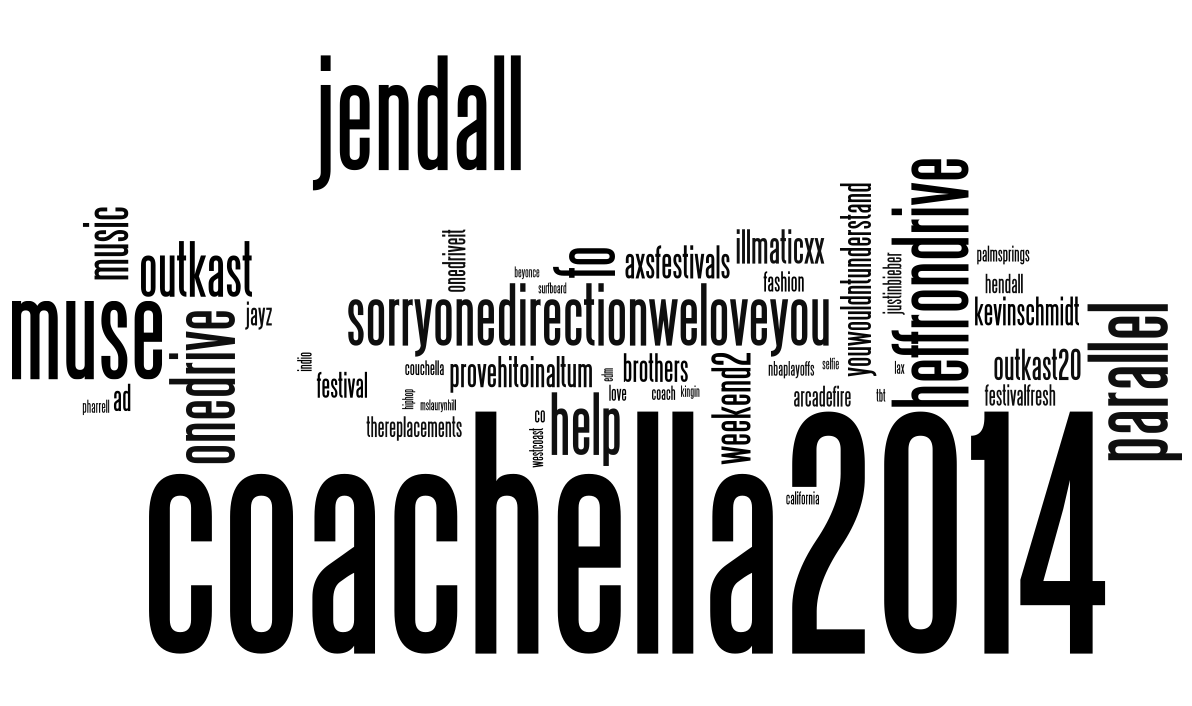 jendall
music
outkast
muse
onedrive
jayz
pharrell
ad
onedriveit
beyonce
surfboard
fo
axsfestivals
illmaticxx
fashion
sorryonedirectionweloveyou
youwouldntunderstand
justinbieber
heffrondrive
palmsprings
hendall
kevinschmidt
parallel
indio
festival
couchella
provehitoinaltum
edm
brothers
love
coach
kingin
weekend2
nbaplayoffs
selfie
lax
tbt
arcadefire
outkast20
festivalfresh
hiphop
mslaurynhill
thereplacements
co
westcoast
help
california
coachella2014